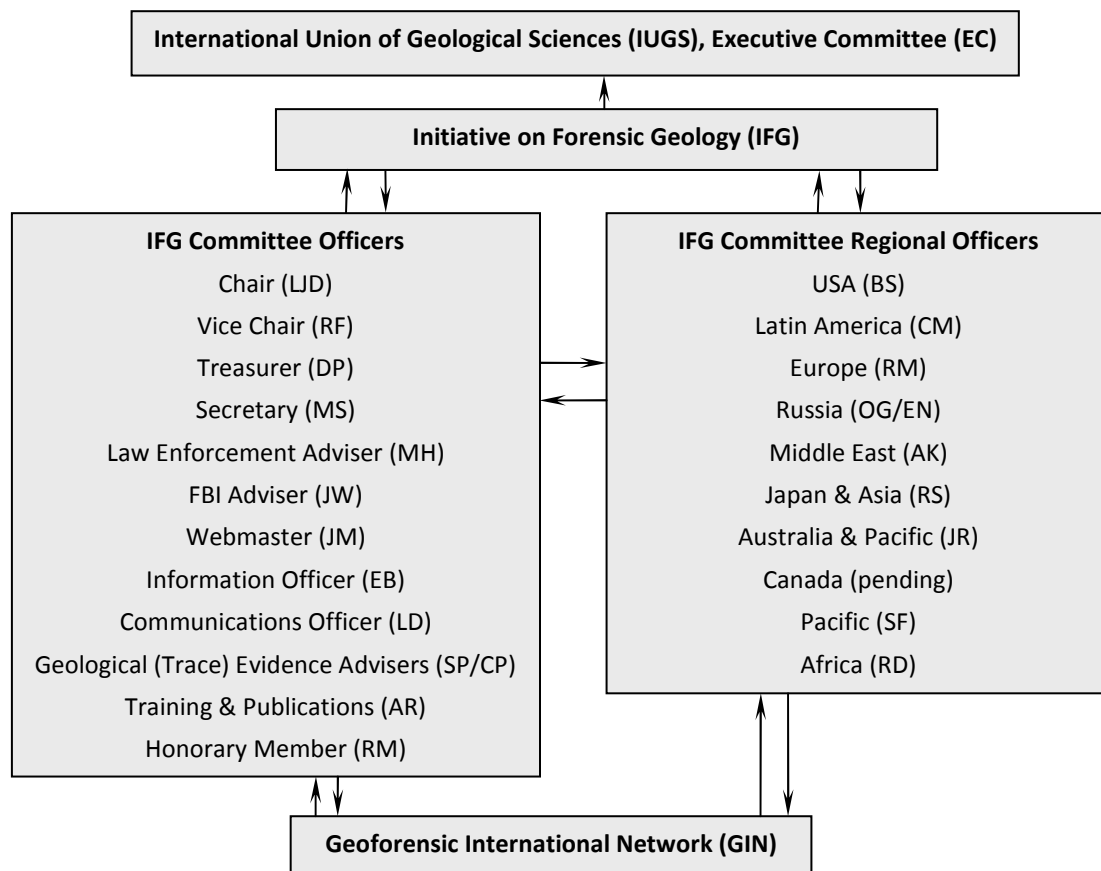 International Union of Geological Sciences (IUGS), Executive Committee (EC)
Initiative on Forensic Geology (IFG)
IFG Committee Officers
Chair (LJD)
Vice Chair (RF)
Treasurer (DP)
Secretary (MS)
Law Enforcement Adviser (MH)
FBI Adviser (JW)
Webmaster (JM)
Information Officer (EB)
Communications Officer (LD)
Geological (Trace) Evidence Advisers (SP/CP)
Training & Publications (AR)
Honorary Member (RM)
IFG Committee Regional Officers
USA (BS)
Latin America (CM)
Europe (RM)
Russia (OG/EN)
Middle East (AK)
Japan & Asia (RS)
Australia & Pacific (JR)
Canada (pending)
Pacific (SF)
Africa (RD)
Geoforensic International Network (GIN)